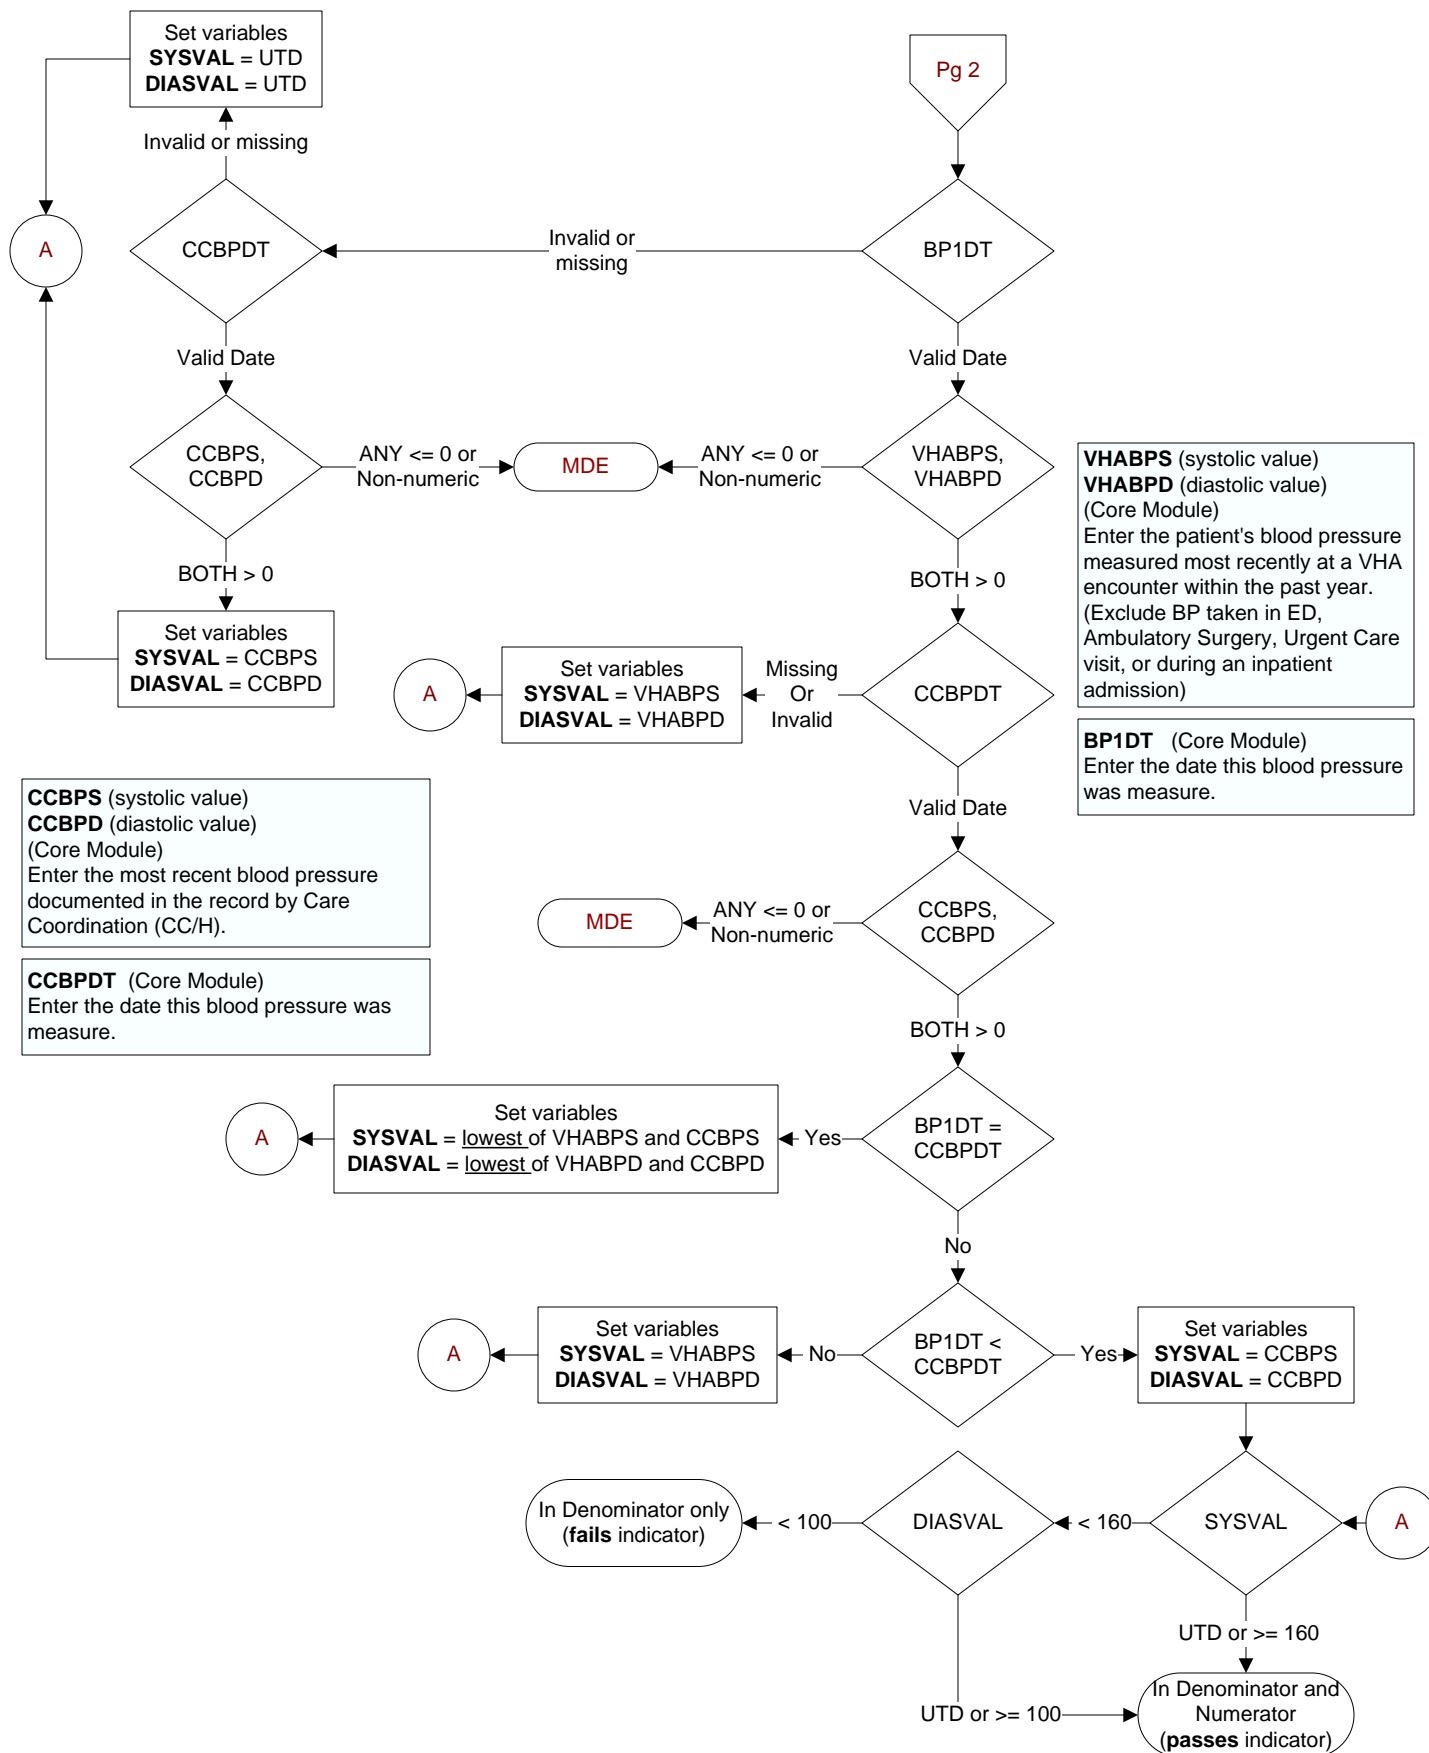 Set variables
SYSVAL = UTD
DIASVAL = UTD
Pg 2
Invalid or missing
A
CCBPDT
Invalid or
missing
BP1DT
Valid Date
Valid Date
CCBPS,
CCBPD
ANY <= 0 or
Non-numeric
MDE
ANY <= 0 or
Non-numeric
VHABPS,
VHABPD
VHABPS (systolic value)
VHABPD (diastolic value)
(Core Module)
Enter the patient's blood pressure
measured most recently at a VHA
encounter within the past year.
(Exclude BP taken in ED,
Ambulatory Surgery, Urgent Care
visit, or during an inpatient
admission)
BOTH > 0
BOTH > 0
Set variables
SYSVAL = CCBPS
DIASVAL = CCBPD
A
Set variables
SYSVAL = VHABPS
DIASVAL = VHABPD
Missing
Or
Invalid
CCBPDT
BP1DT (Core Module)
Enter the date this blood pressure
was measure.
CCBPS (systolic value)
CCBPD (diastolic value)
(Core Module)
Enter the most recent blood pressure
documented in the record by Care
Coordination (CC/H).
Valid Date
MDE
ANY <= 0 or
Non-numeric
CCBPS,
CCBPD
CCBPDT (Core Module)
Enter the date this blood pressure was
measure.
BOTH > 0
A
Set variables
SYSVAL = lowest of VHABPS and CCBPS
DIASVAL = lowest of VHABPD and CCBPD
Yes
BP1DT =
CCBPDT
No
A
Set variables
SYSVAL = VHABPS
DIASVAL = VHABPD
No
BP1DT <
CCBPDT
Yes
Set variables
SYSVAL = CCBPS
DIASVAL = CCBPD
In Denominator only
(fails indicator)
< 100
DIASVAL
< 160
SYSVAL
A
UTD or >= 160
UTD or >= 100
In Denominator and
Numerator
(passes indicator)